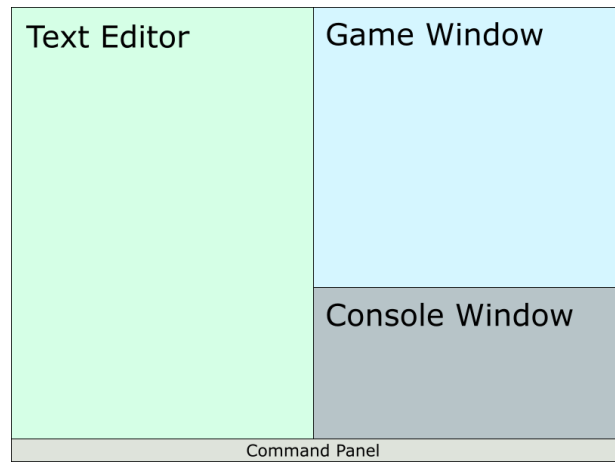 Text Editor
Game Window
Console Window
Command Panel